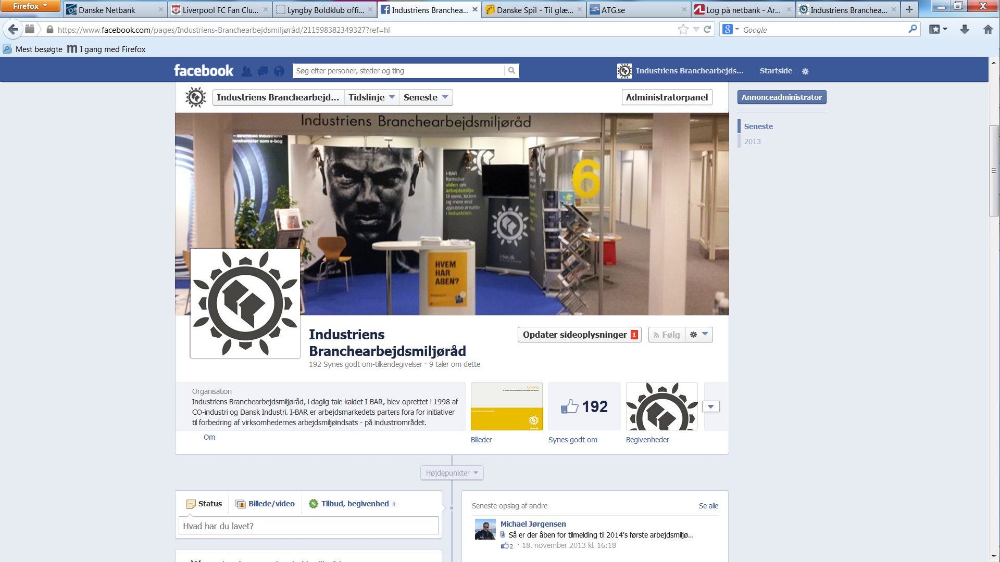 Firefox
Danske Netbank
Liverpool FC Fan Clu...
Lyngby Boldklub offi...
Industriens Branchea...
Danske Spil - Til glæ...
ATG.se
Log på netbank - Ar...
Industriens Branchea...
https://www.facebook.com/pages/Industriens-Branchearbejdsmiljøråd/211598382349327?ref=hl
Google
Mest besøgte
I gang med Firefox
facebook
Søg efter personer, steder og ting
Industriens Branchearbejds...
Startside
Industriens Branchearbejd...
Tidslinje
Seneste
Administratorpanel
Annonceadministrator
Seneste
2013
Industriens Branchearbejdsmiljøråd
– download industriens
renskometer som e-bog
I-BAR
formidler
viden om
arbejdsmiljø
til ejere, ledere
og mere end
450.000 ansatte
i industrien
6
i-bar.dk
HVEM
HAR
ABEN?
Industriens
Branchearbejdsmiljøråd
192 Synes godt om-tilkendegivelser · 9 taler om dette
Opdater sideoplysninger 1
Følg
Organisation
Industriens Branchearbejdsmiljøråd, i daglig tale kaldet I-BAR, blev oprettet i 1998 af
CO-industri og Dansk Industri. I-BAR er arbejdsmarkedets parters fora for initiativer
til forbedring af virksomhedernes arbejdsmiljøindsats - på industriområdet.
Om
192
Billeder
Synes godt om
Begivenheder
Højdepunkter
Status
Billede/video
Tilbud, begivenhed +
Hvad har du lavet?
Seneste opslag af andre
Se alle
Michael Jørgensen
Så er der åben for tilmelding til 2014's første arbejdsmiljø...
2 · 18. november 2013 kl. 16:18